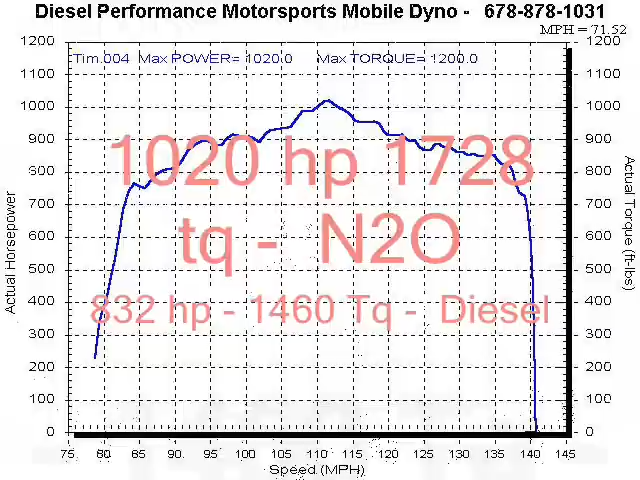 Diesel Performance Motorsports Mobile Dyno - 678-878-1031
MPH = 71.52
Tim.004 Max POWER= 1020.0 Max TORQUE= 1200.0
1200 1200
1100 1100
1000 1000
900 900
800 800
700 700
600 600
500 500
400 400
300 300
200 200
100 100
0 0
Actual Horsepower
Actual Torque (ft-lbs)
1020 hp 1728
tq - N2O
832 hp - 1460 Tq - Diesel
75 80 85 90 95 100 105 110 115 120 125 130 135 140 145
Speed (MPH)